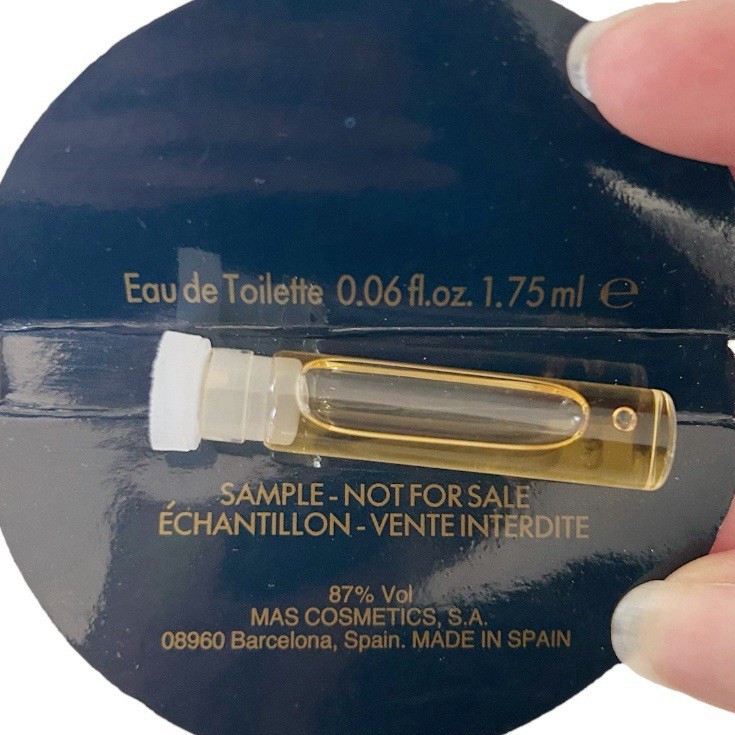 Eau de Toilette 0.06 fl.oz. 1.75 ml ℮
SAMPLE - NOT FOR SALE
ÉCHANTILLON - VENTE INTERDITE
87% Vol
MAS COSMETICS, S.A.
08960 Barcelona, Spain. MADE IN SPAIN